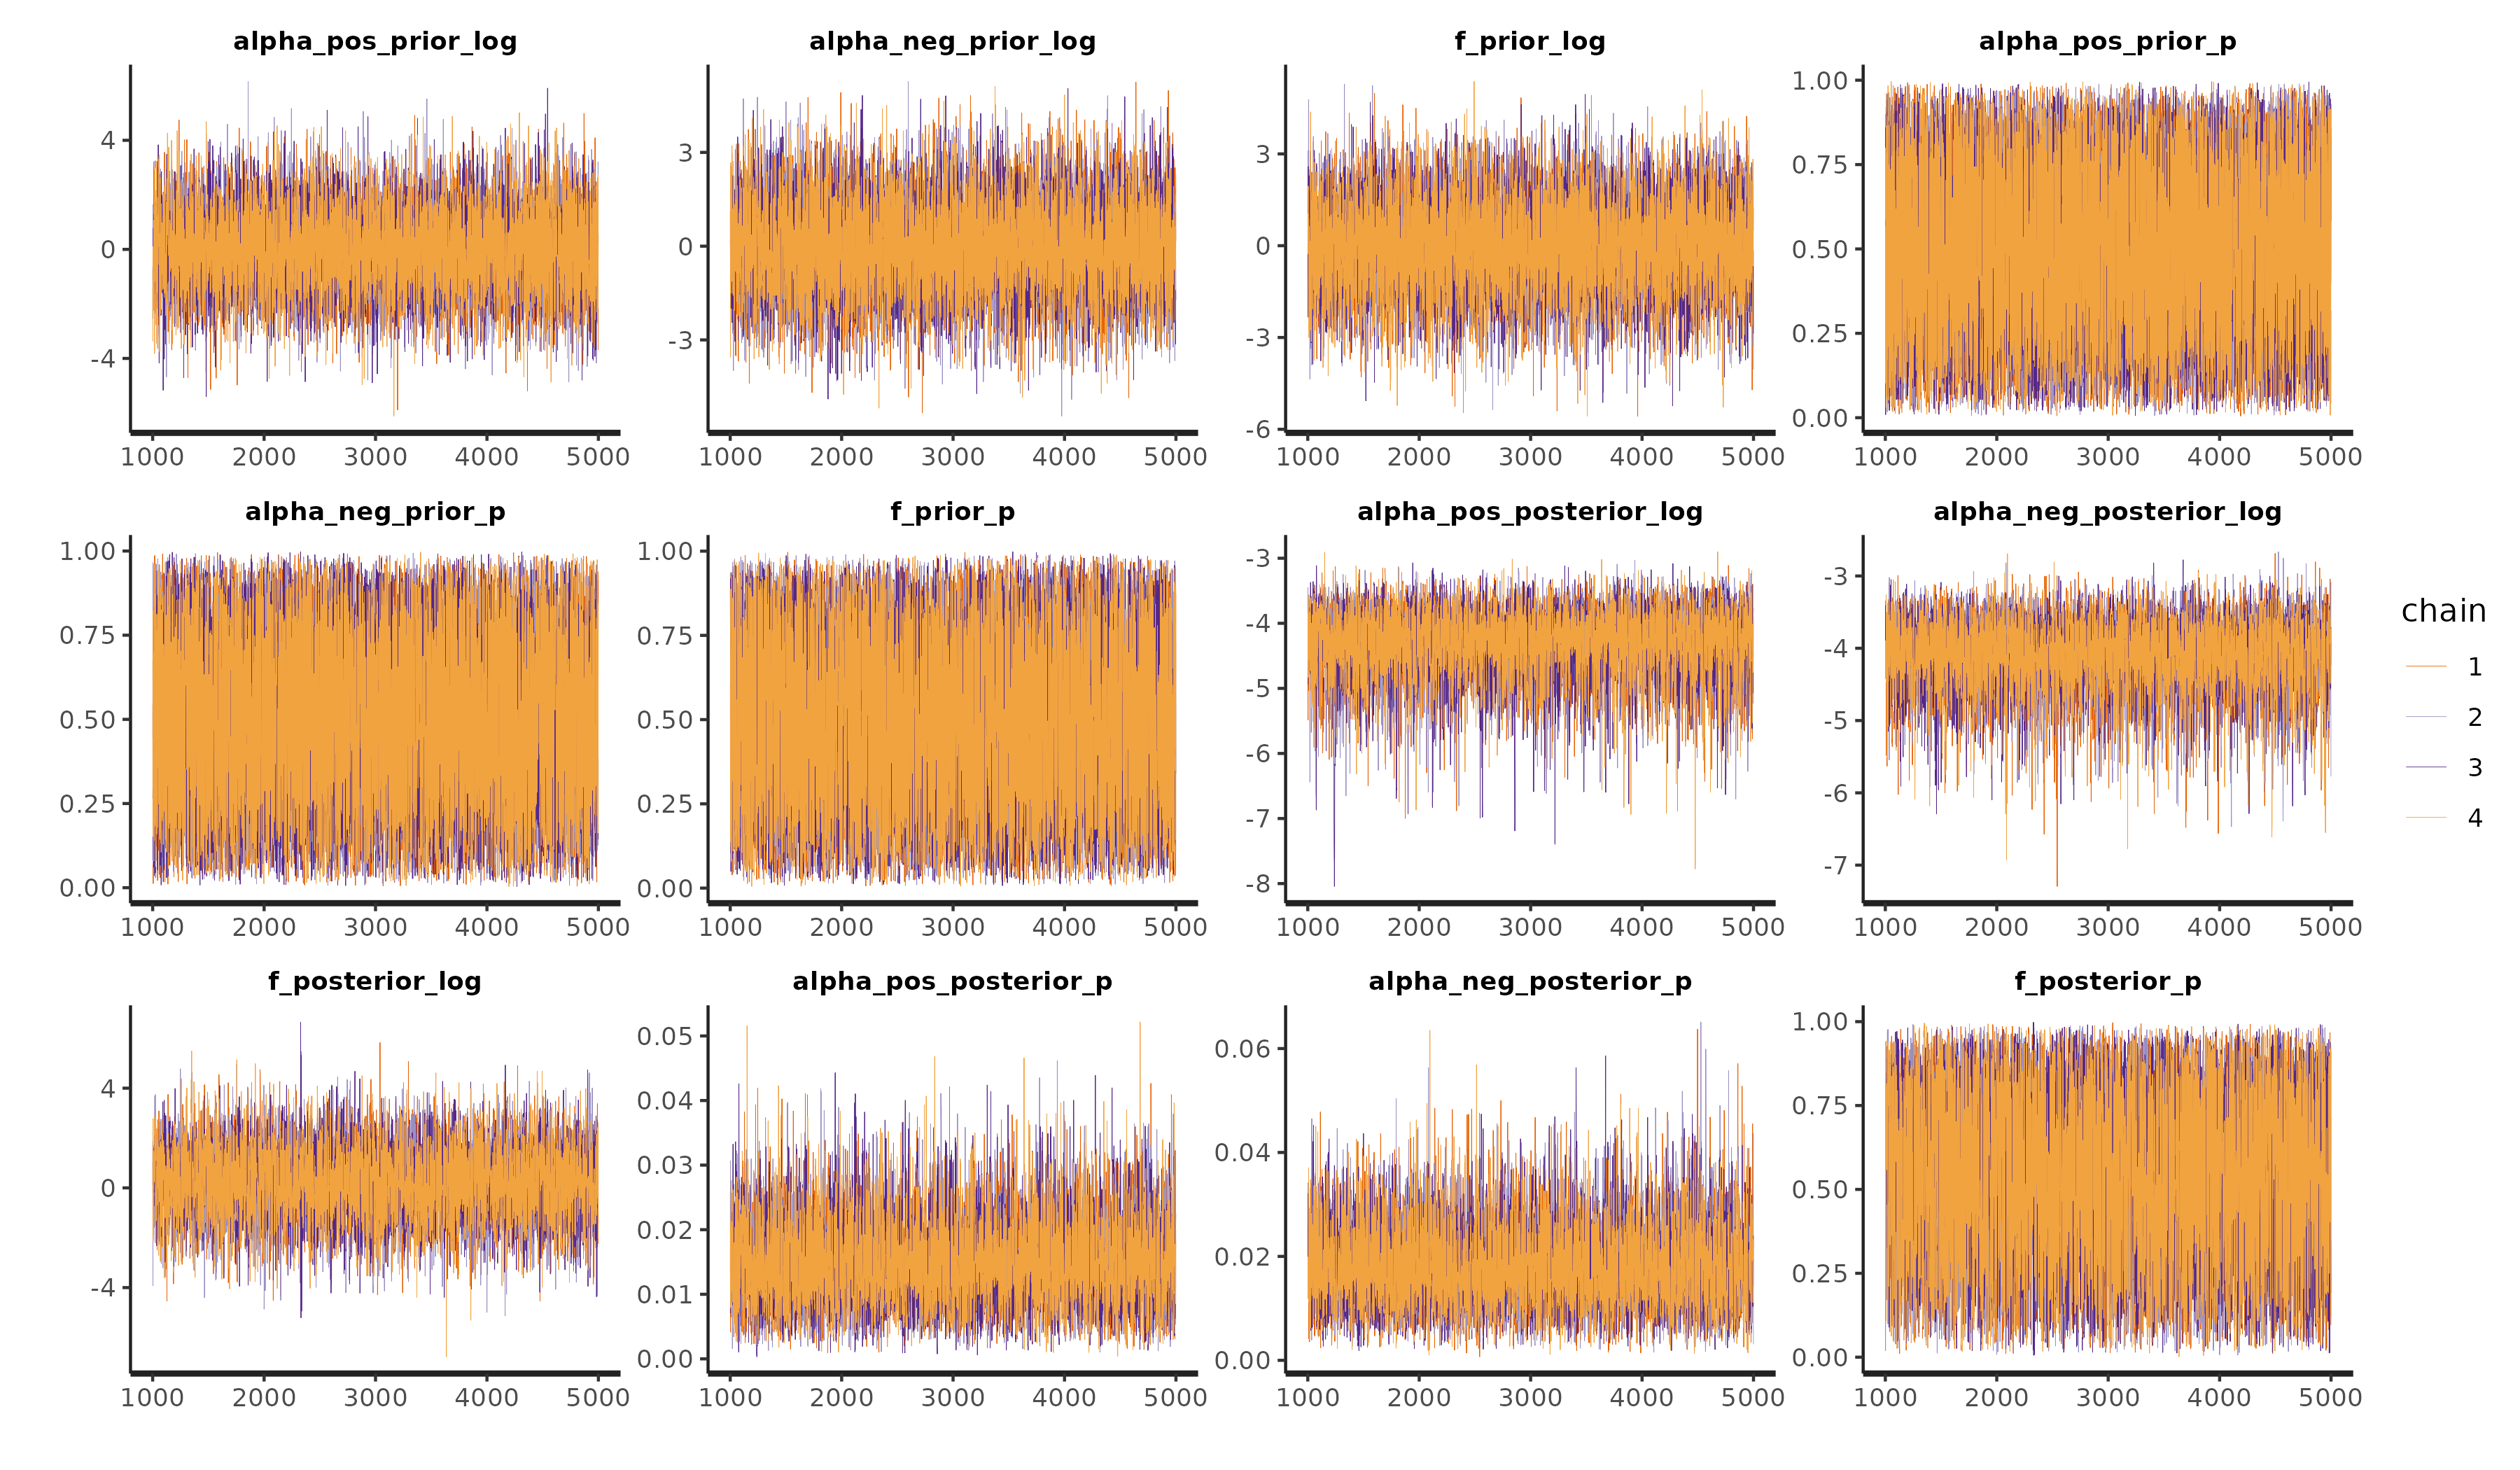 alpha_pos_prior_log
alpha_neg_prior_log
f_prior_log
alpha_pos_prior_p
4
0
-4
1000 2000 3000 4000 5000
3
0
-3
1000 2000 3000 4000 5000
3
0
-3
-6
1000 2000 3000 4000 5000
1.00
0.75
0.50
0.25
0.00
1000 2000 3000 4000 5000
alpha_neg_prior_p
f_prior_p
alpha_pos_posterior_log
alpha_neg_posterior_log
1.00
0.75
0.50
0.25
0.00
1000 2000 3000 4000 5000
1.00
0.75
0.50
0.25
0.00
1000 2000 3000 4000 5000
-3
-4
-5
-6
-7
-8
1000 2000 3000 4000 5000
-3
-4
-5
-6
-7
1000 2000 3000 4000 5000
chain
1
2
3
4
f_posterior_log
alpha_pos_posterior_p
alpha_neg_posterior_p
f_posterior_p
4
0
-4
1000 2000 3000 4000 5000
0.05
0.04
0.03
0.02
0.01
0.00
1000 2000 3000 4000 5000
0.06
0.04
0.02
0.00
1000 2000 3000 4000 5000
1.00
0.75
0.50
0.25
0.00
1000 2000 3000 4000 5000